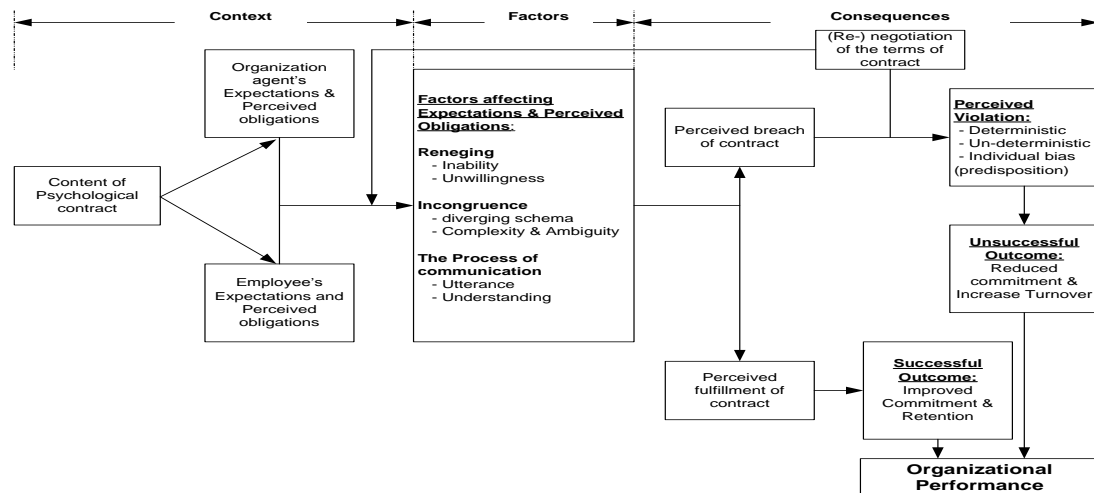 Context
Factors
Consequences
(Re-) negotiation
of the terms of
contract
Organization
agent's
Expectations &
Perceived
obligations
Content of
Psychological
contract
Employee's
Expectations and
Perceived
obligations
Factors affecting
Expectations & Perceived
Obligations:
Reneging
- Inability
- Unwillingness
Incongruence
- diverging schema
- Complexity & Ambiguity
The Process of
communication
- Utterance
- Understanding
Perceived breach
of contract
Perceived
Violation:
- Deterministic
- Un-deterministic
- Individual bias
(predisposition)
Unsuccessful
Outcome:
Reduced
commitment &
Increase Turnover
Perceived
fulfillment of
contract
Successful
Outcome:
Improved
Commitment &
Retention
Organizational
Performance